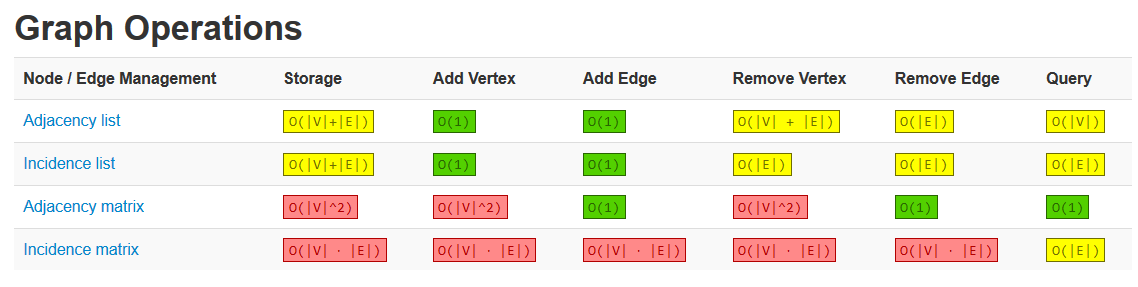 Graph Operations
Node / Edge Management Storage Add Vertex Add Edge Remove Vertex Remove Edge Query
Adjacency list O(|V|+|E|) O(1) O(1) O(|V| + |E|) O(|E|) O(|V|)
Incidence list O(|V|+|E|) O(1) O(1) O(|E|) O(|E|) O(|E|)
Adjacency matrix O(|V|^2) O(|V|^2) O(1) O(|V|^2) O(1) O(1)
Incidence matrix O(|V| · |E|) O(|V| · |E|) O(|V| · |E|) O(|V| · |E|) O(|V| · |E|) O(|E|)